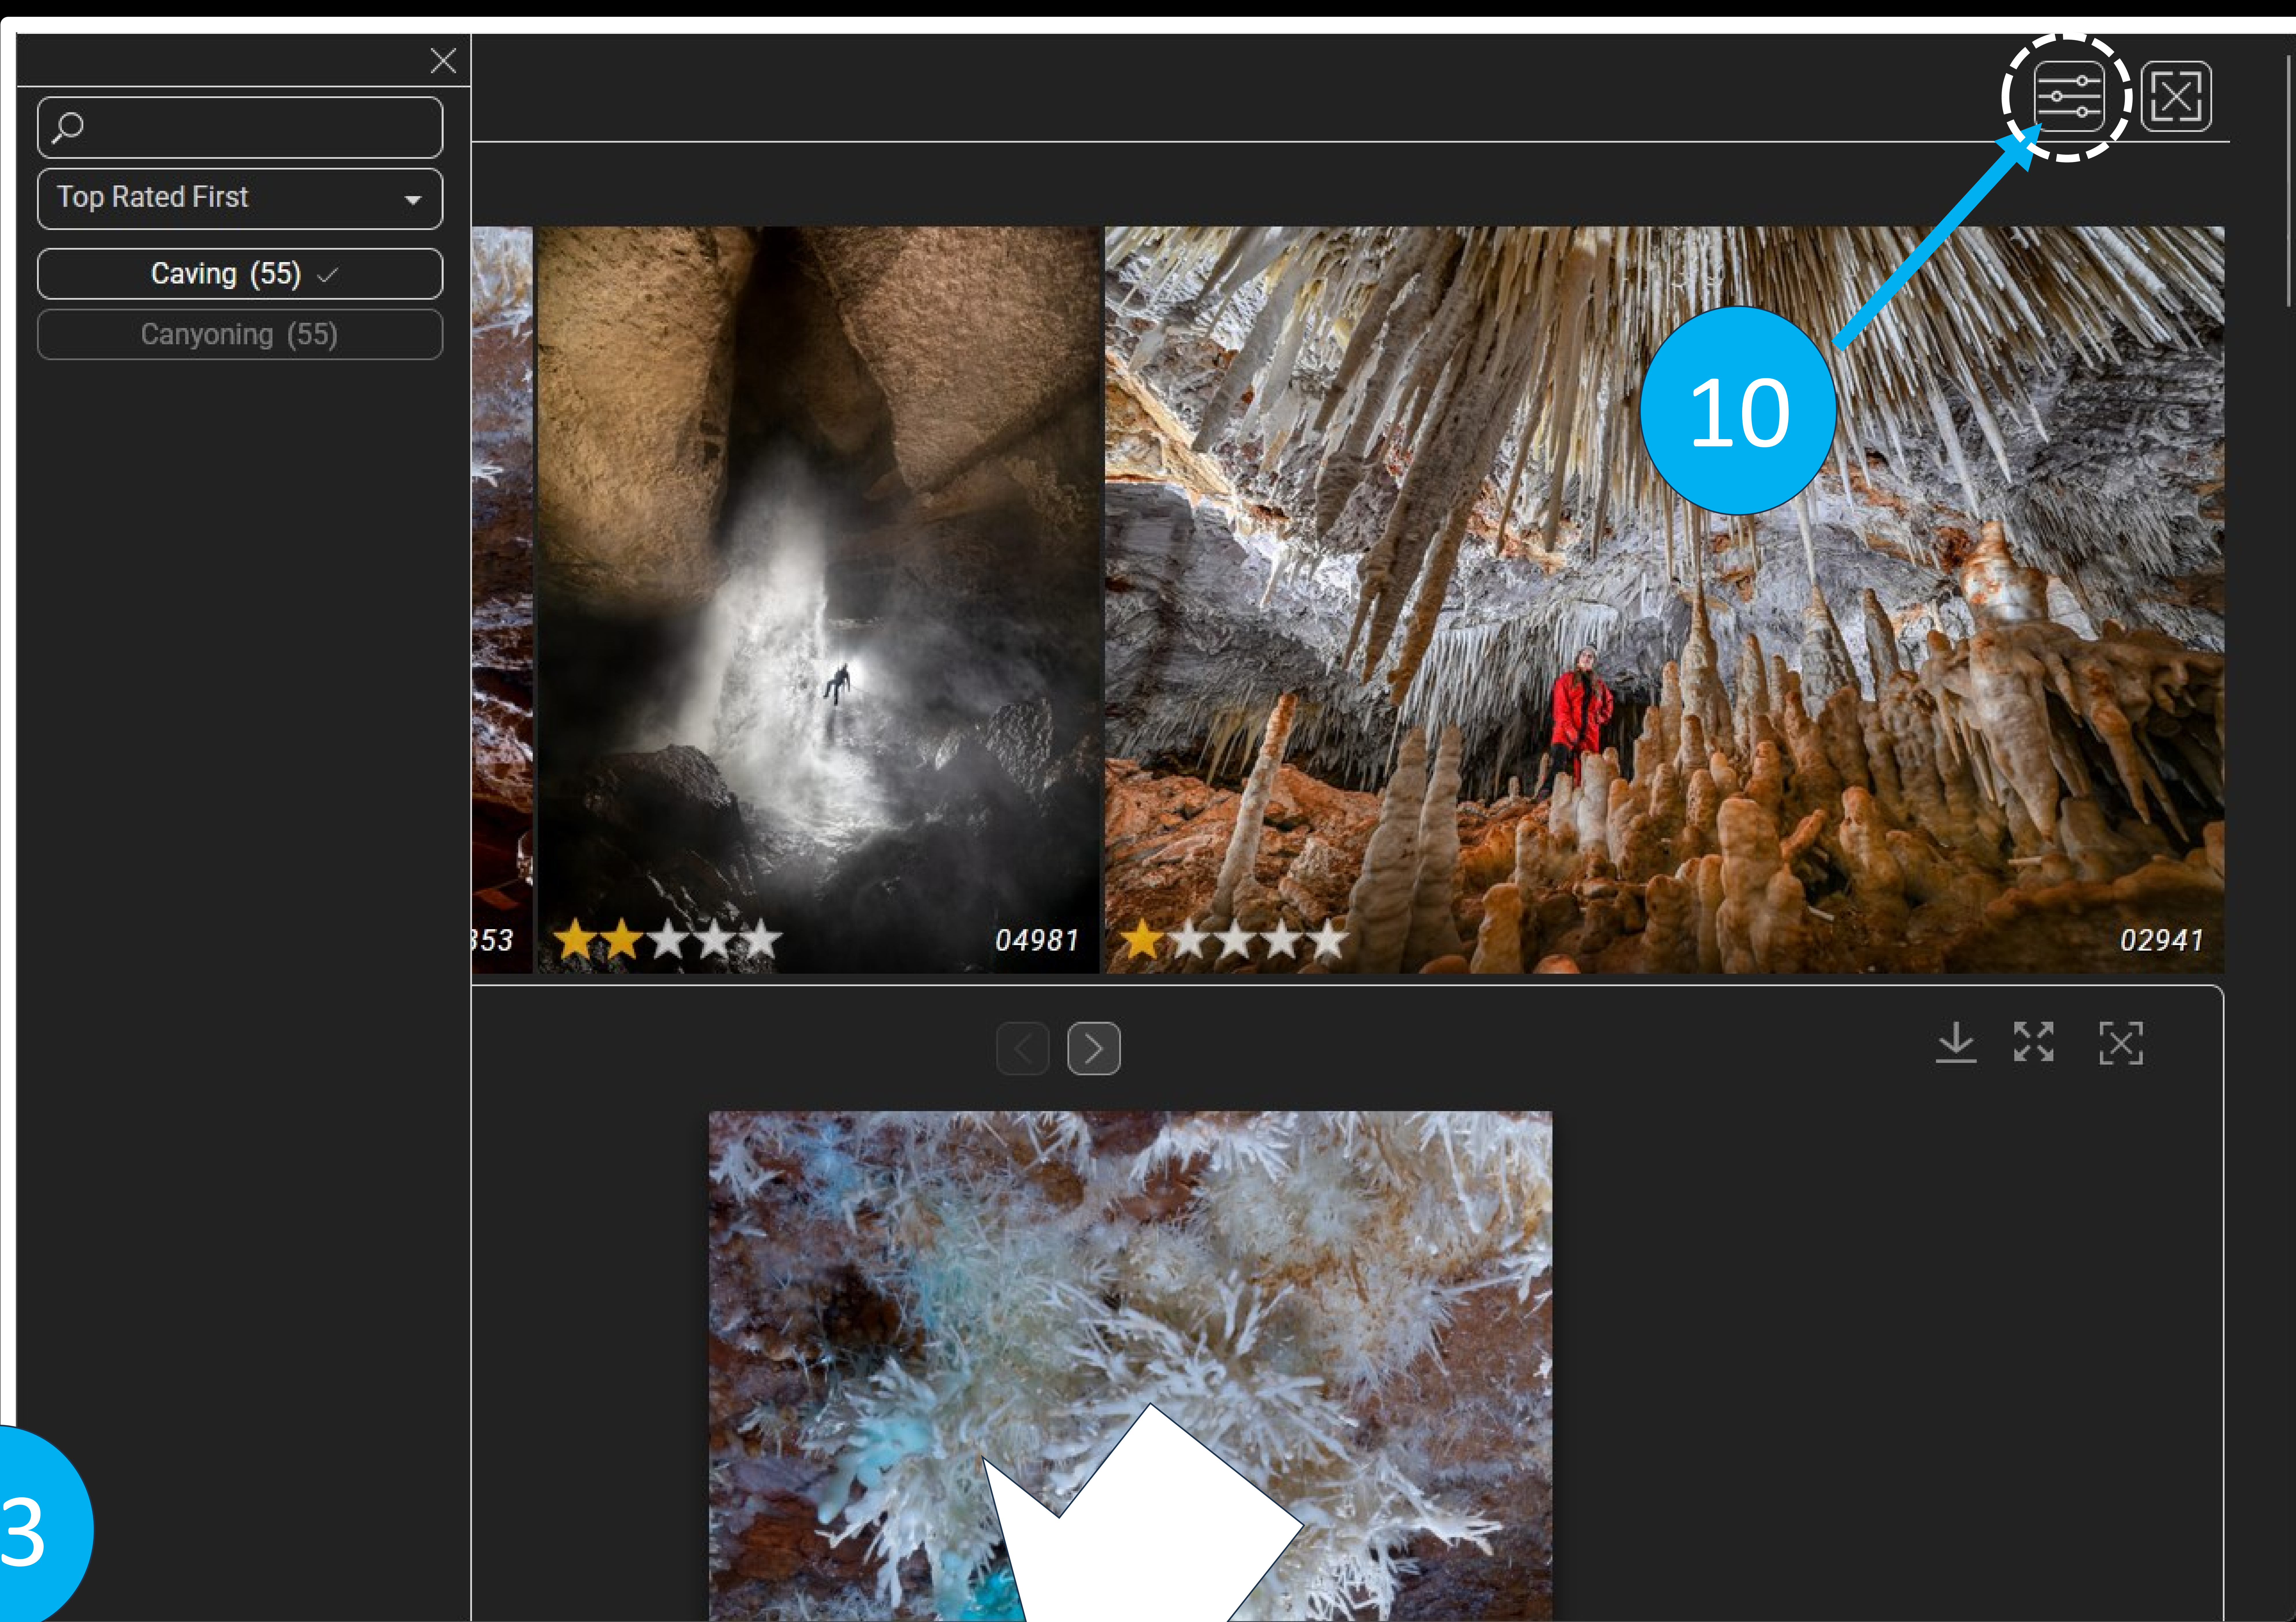 Top Rated First
Caving (55)
Canyoning (55)
10
353
04981
02941
3